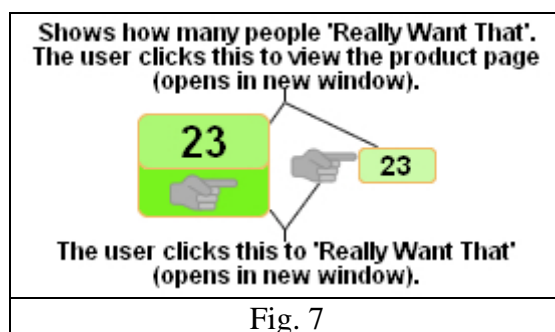 Shows how many people 'Really Want That'.
The user clicks this to view the product page
(opens in new window).
23
23
The user clicks this to 'Really Want That'
(opens in new window).
Fig. 7